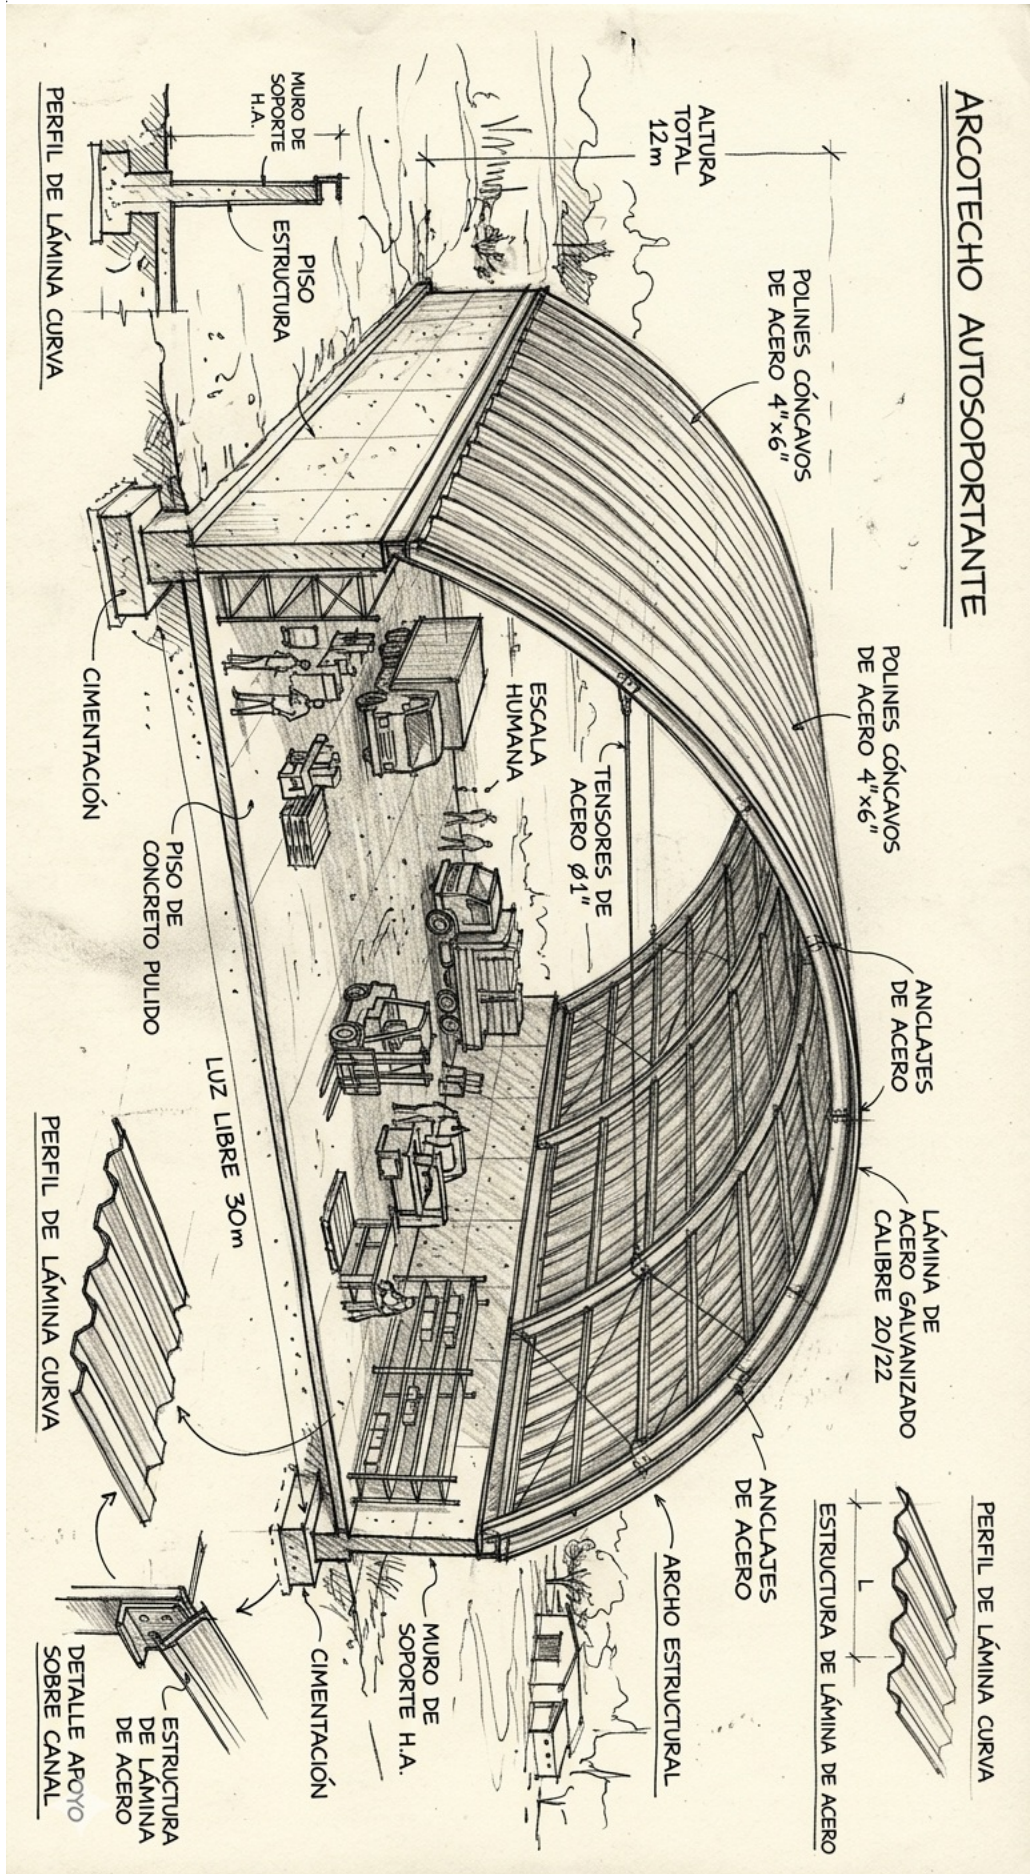 ARCOTECHO AUTOSOPORTANTE
ALTURA
TOTAL
12m
POLINES CÓNCAVOS
DE ACERO 4"x6"
POLINES CÓNCAVOS
DE ACERO 4"x6"
ANCLAJES
DE ACERO
LÁMINA DE
ACERO GALVANIZADO
CALIBRE 20/22
PERFIL DE LÁMINA CURVA
L
ESTRUCTURA DE LÁMINA DE ACERO
ANCLAJES
DE ACERO
ARCHO ESTRUCTURAL
MURO DE
SOPORTE
H.A.
PISO
ESTRUCTURA
PERFIL DE LÁMINA CURVA
ESCALA
HUMANA
TENSORES DE
ACERO Ø1"
CIMENTACIÓN
PISO DE
CONCRETO PULIDO
LUZ LIBRE 30m
PERFIL DE LÁMINA CURVA
MURO DE
SOPORTE H.A.
CIMENTACIÓN
ESTRUCTURA
DE LÁMINA
DE ACERO
DETALLE APOYO
SOBRE CANAL